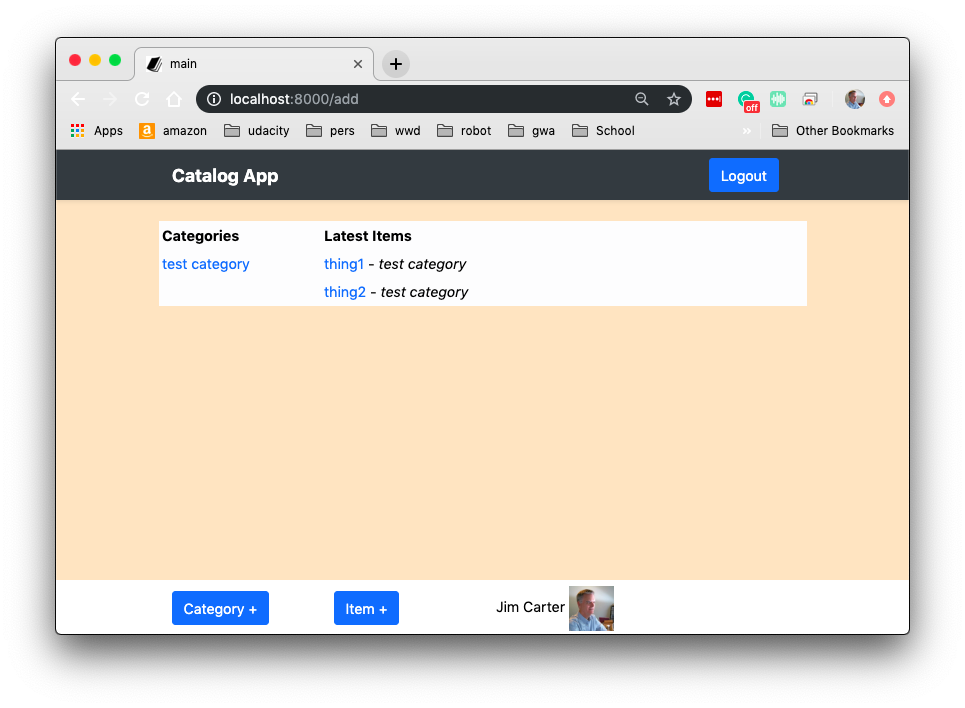 main
localhost:8000/add
off
Apps a amazon udacity pers wwd robot gwa School » Other Bookmarks
Catalog App Logout
Categories Latest Items
test category thing1 - test category
thing2 - test category
Category + Item + Jim Carter